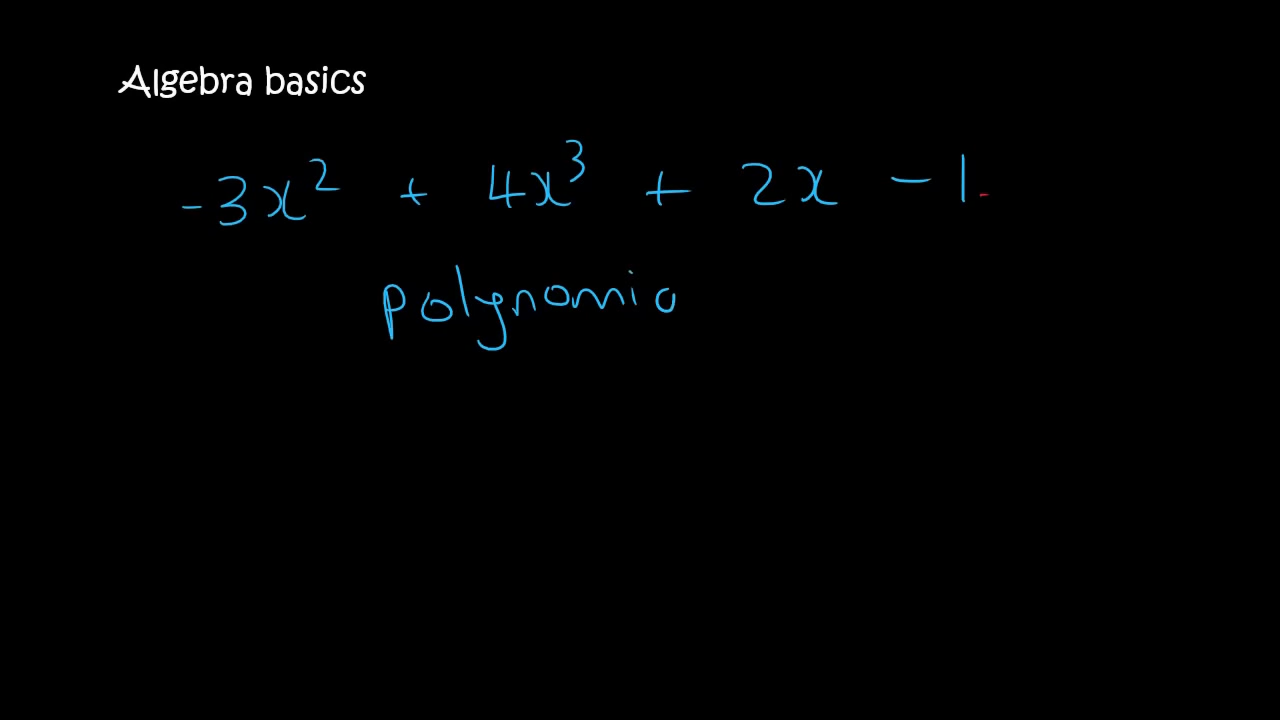 Algebra basics
-3x² + 4x³ + 2x - 1
polynomia